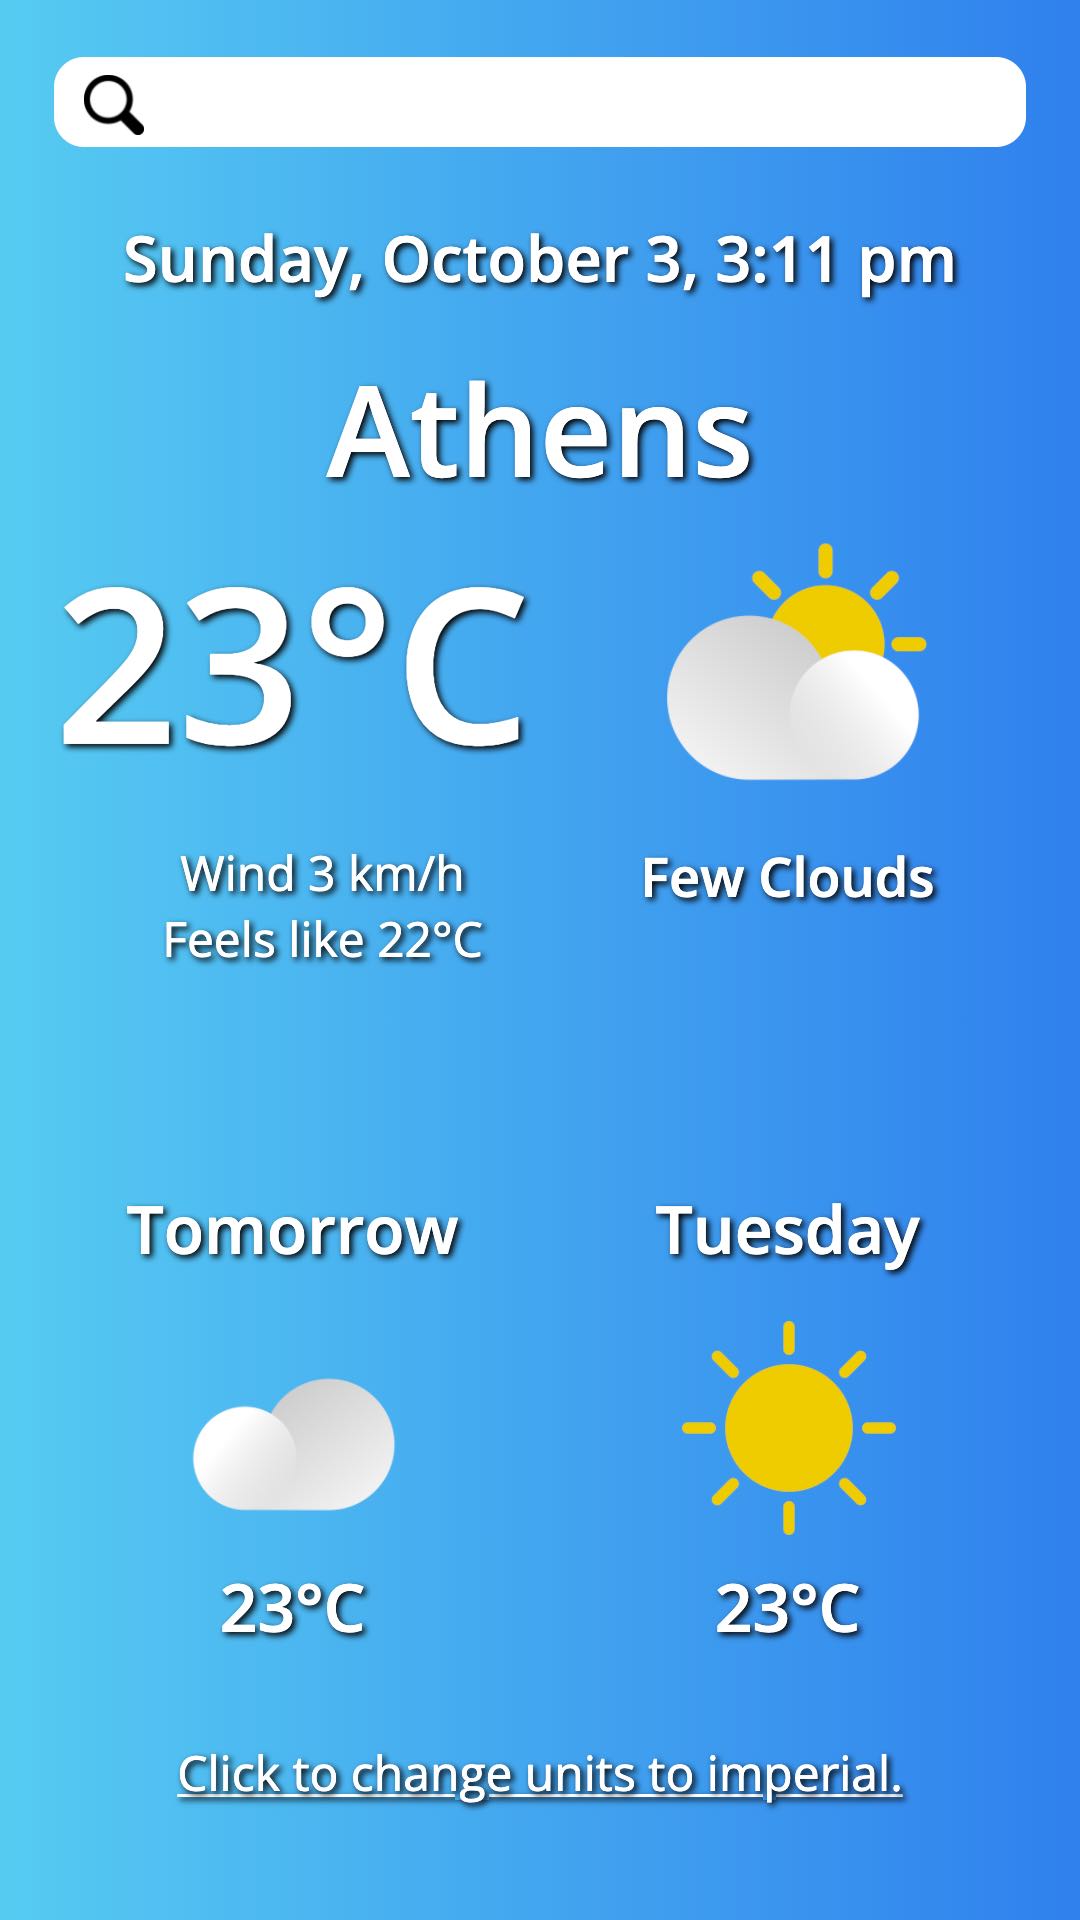 Sunday, October 3, 3:11 pm
Athens
23°C
Wind 3 km/h
Feels like 22°C
Few Clouds
Tomorrow
Tuesday
23°C
23°C
Click to change units to imperial.